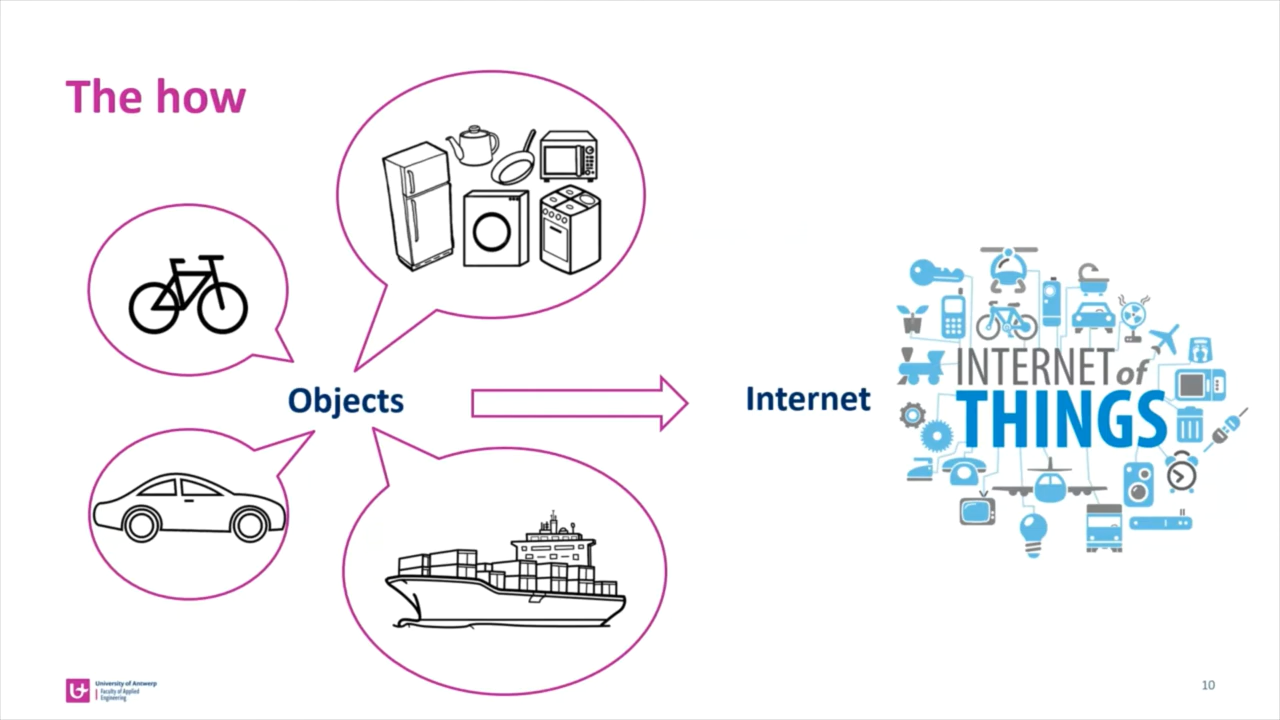 The how
Objects
Internet
INTERNET of
THINGS
University of Antwerp
Faculty of Applied
Engineering
10